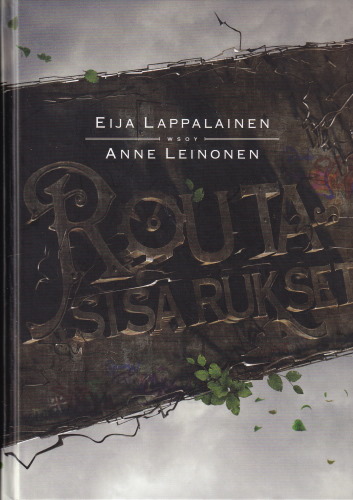 EIJA LAPPALAINEN
WSOY
ANNE LEINONEN
ROUTA
SISARUKSET